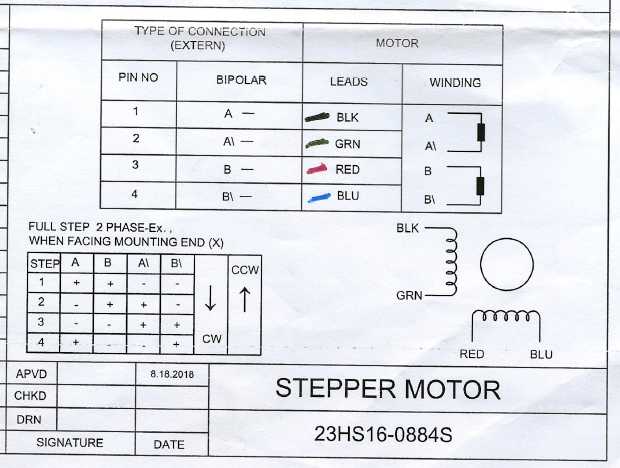 TYPE OF CONNECTION
(EXTERN)
MOTOR
PIN NO BIPOLAR LEADS WINDING
1 A — BLK A
2 A\ — GRN A\
3 B — RED B
4 B\ — BLU B\
FULL STEP 2 PHASE-Ex. ,
WHEN FACING MOUNTING END (X)
STEP A B A\ B\ CCW
1 + + - -
2 - + + -
3 - - + +
4 + - - + CW
BLK
GRN
RED BLU
APVD 8.18.2018
CHKD
DRN
SIGNATURE DATE
STEPPER MOTOR
23HS16-0884S